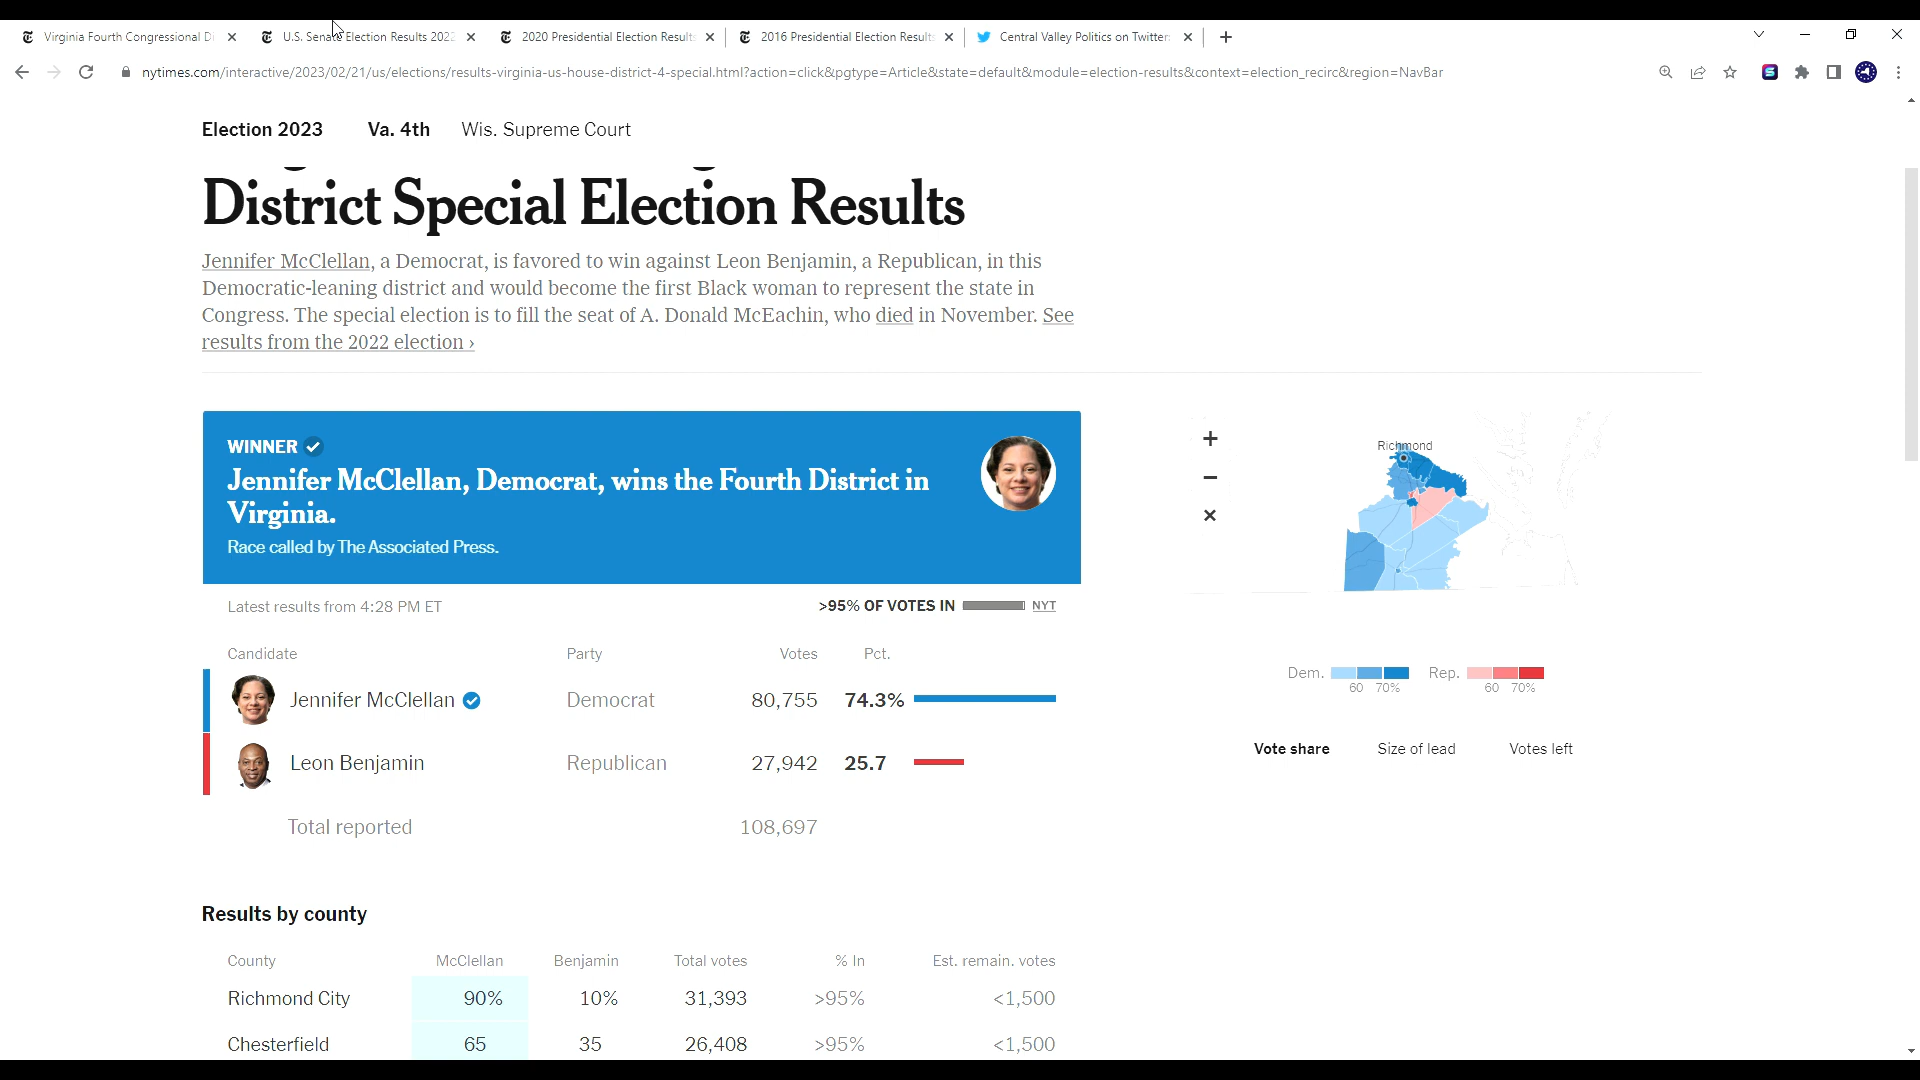 Virginia Fourth Congressional Di
U.S. Senate Election Results 2022
2020 Presidential Election Results
2016 Presidential Election Results
Central Valley Politics on Twitter:
nytimes.com/interactive/2023/02/21/us/elections/results-virginia-us-house-district-4-special.html?action=click&pgtype=Article&state=default&module=election-results&context=election_recirc&region=NavBar
Election 2023 Va. 4th Wis. Supreme Court
District Special Election Results
Jennifer McClellan, a Democrat, is favored to win against Leon Benjamin, a Republican, in this
Democratic-leaning district and would become the first Black woman to represent the state in
Congress. The special election is to fill the seat of A. Donald McEachin, who died in November. See
results from the 2022 election ›
WINNER
Jennifer McClellan, Democrat, wins the Fourth District in
Virginia.
Race called by The Associated Press.
Latest results from 4:28 PM ET
>95% OF VOTES IN NYT
Candidate Party Votes Pct.
Jennifer McClellan Democrat 80,755 74.3%
Leon Benjamin Republican 27,942 25.7
Total reported 108,697
Richmond
Dem. 60 70% Rep. 60 70%
Vote share Size of lead Votes left
Results by county
County McClellan Benjamin Total votes % In Est. remain. votes
Richmond City 90% 10% 31,393 >95% <1,500
Chesterfield 65 35 26,408 >95% <1,500